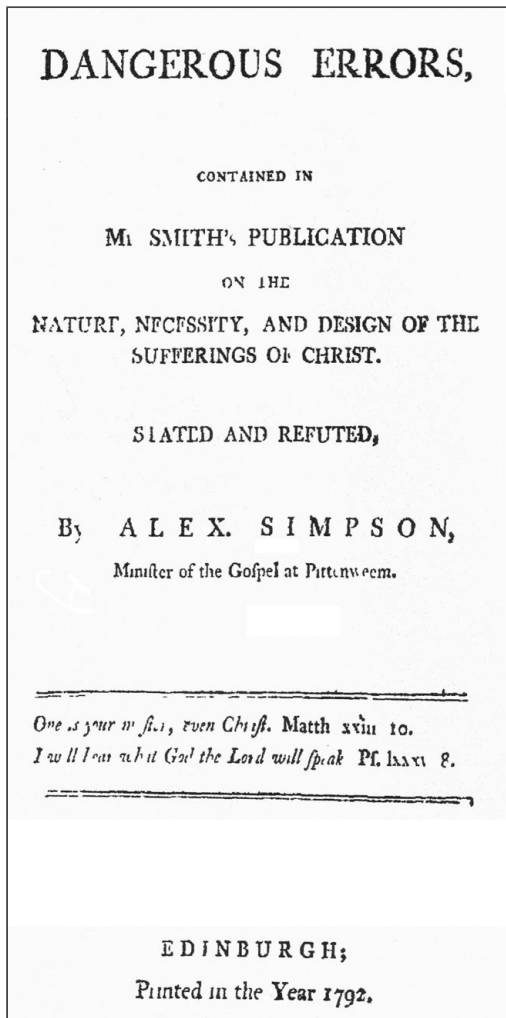 DANGEROUS ERRORS,
CONTAINED IN
Mr SMITH's PUBLICATION
ON THE
NATURE, NECESSITY, AND DESIGN OF THE
SUFFERINGS OF CHRIST.
STATED AND REFUTED,
By ALEX. SIMPSON,
Miniſter of the Goſpel at Pittenweem.
One is your maſter, even Chriſt. Matth xxiii 10.
I will hear what God the Lord will ſpeak Pſ. lxxxv 8.
EDINBURGH;
Printed in the Year 1792.